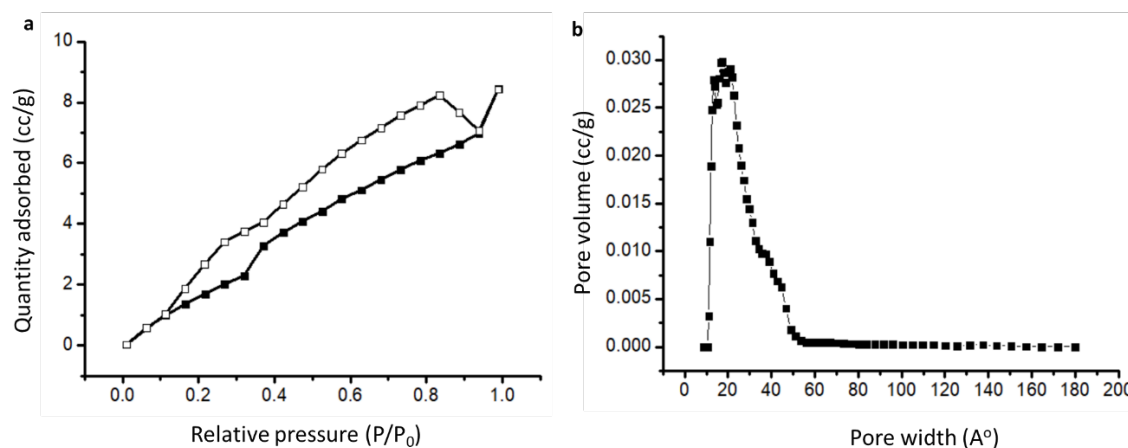 a
10
8
6
4
2
0
Quantity adsorbed (cc/g)
0.0 0.2 0.4 0.6 0.8 1.0
Relative pressure (P/P₀)
b
0.030
0.025
0.020
0.015
0.010
0.005
0.000
Pore volume (cc/g)
0 20 40 60 80 100 120 140 160 180 200
Pore width (Aᵒ)